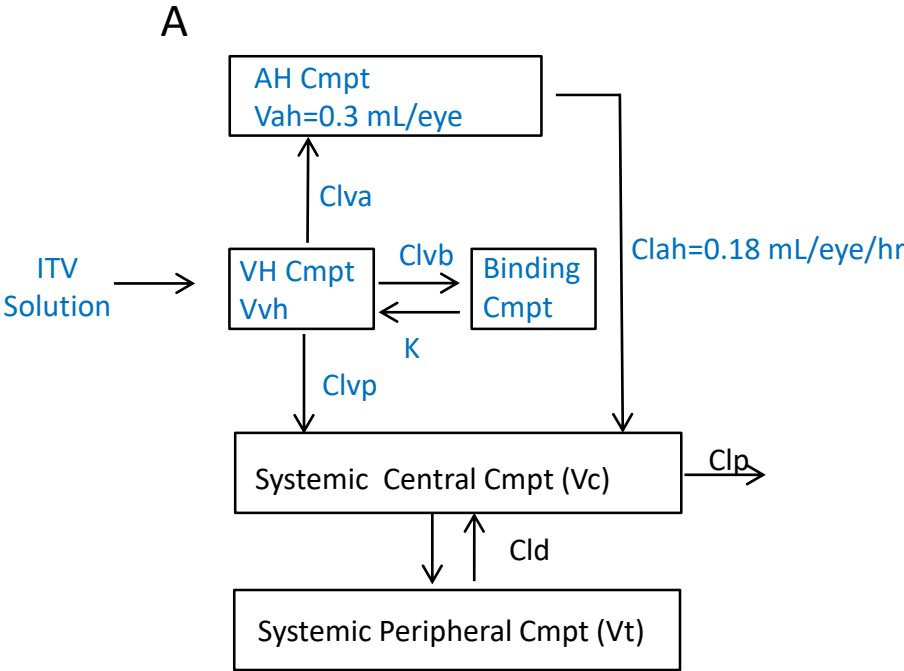 A
AH Cmpt
Vah=0.3 mL/eye
Clva
ITV
Solution
VH Cmpt
Vvh
Clvb
K
Binding
Cmpt
Clah=0.18 mL/eye/hr
Clvp
Systemic Central Cmpt (Vc)
Clp
Cld
Systemic Peripheral Cmpt (Vt)